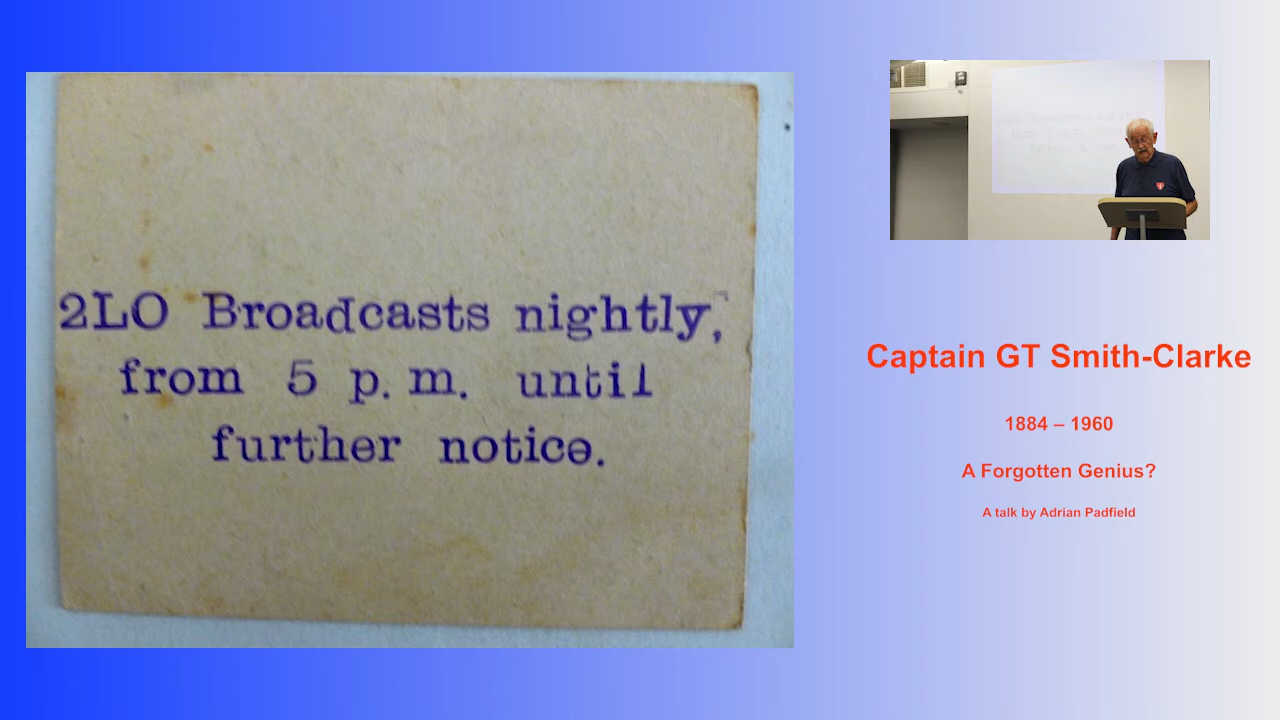 2LO Broadcasts nightly,
from 5 p.m. until
further notice.
Captain GT Smith-Clarke
1884 – 1960
A Forgotten Genius?
A talk by Adrian Padfield